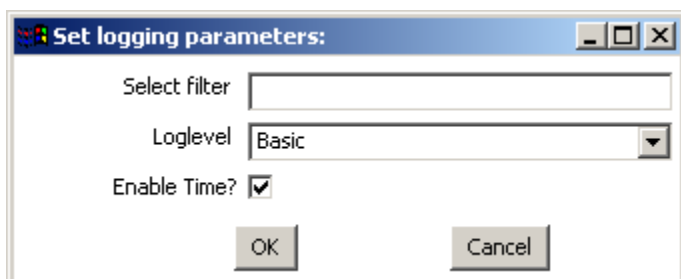 Set logging parameters:
Select filter
Loglevel Basic
Enable Time?
OK Cancel